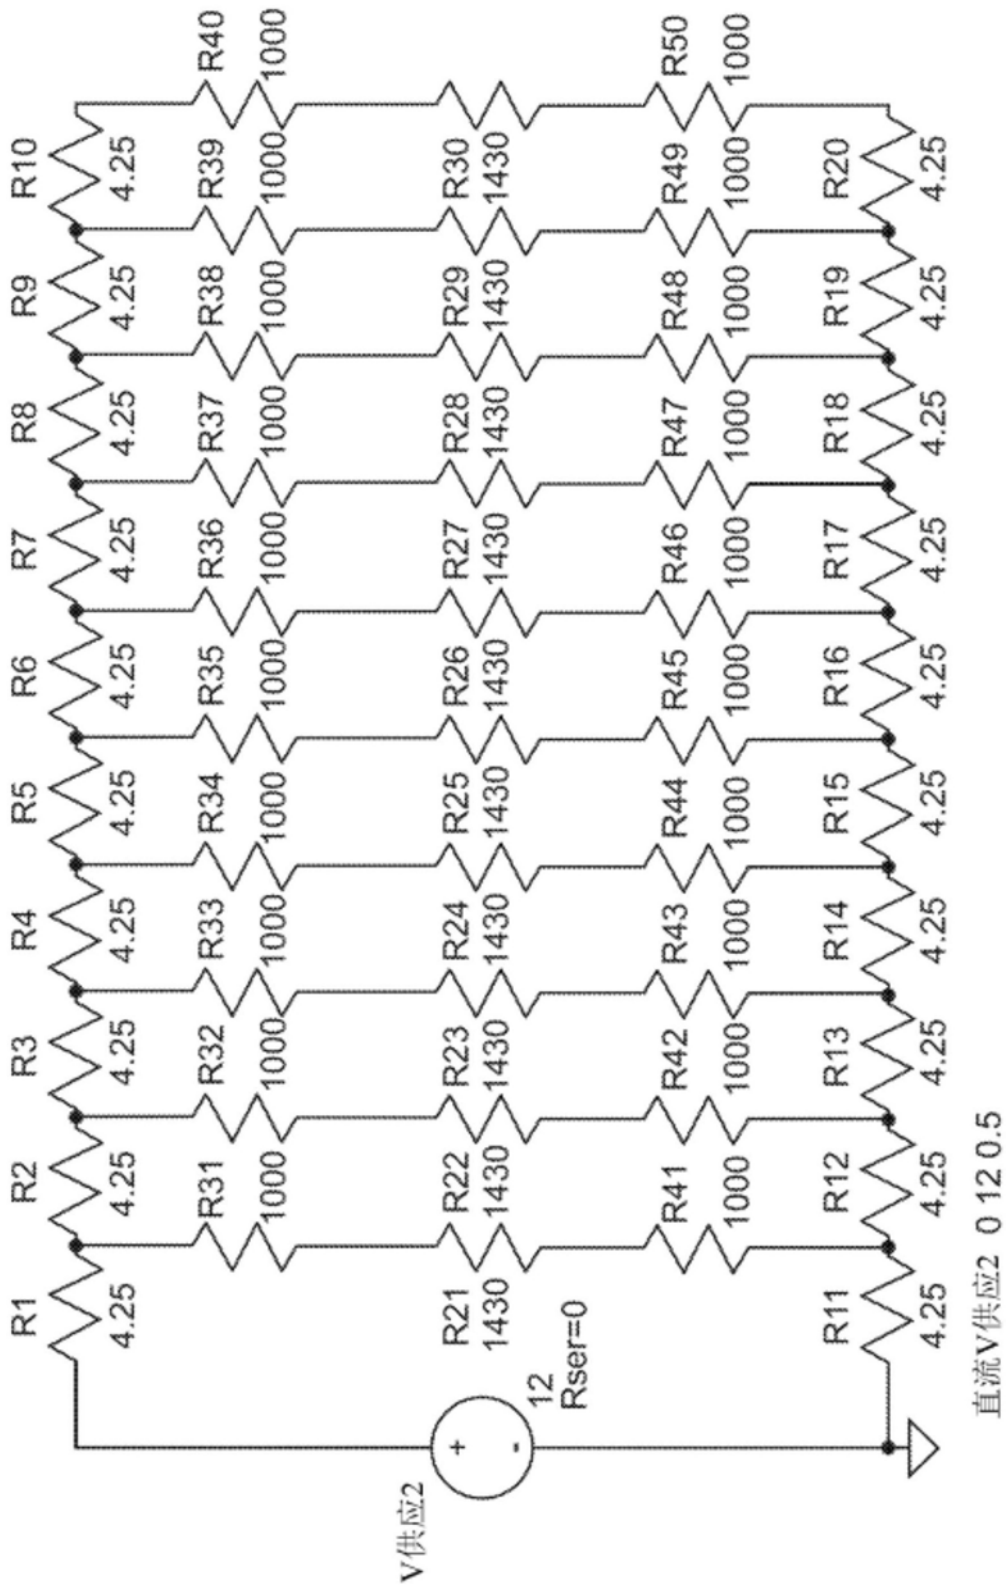 R1
4.25
R2
4.25
R3
4.25
R4
4.25
R5
4.25
R6
4.25
R7
4.25
R8
4.25
R9
4.25
R10
4.25
R31
1000
R32
1000
R33
1000
R34
1000
R35
1000
R36
1000
R37
1000
R38
1000
R39
1000
R40
1000
V供应2
12
Rser=0
R21
1430
R22
1430
R23
1430
R24
1430
R25
1430
R26
1430
R27
1430
R28
1430
R29
1430
R30
1430
R41
1000
R42
1000
R43
1000
R44
1000
R45
1000
R46
1000
R47
1000
R48
1000
R49
1000
R50
1000
R11
4.25
R12
4.25
R13
4.25
R14
4.25
R15
4.25
R16
4.25
R17
4.25
R18
4.25
R19
4.25
R20
4.25
直流V供应2 0 12 0.5